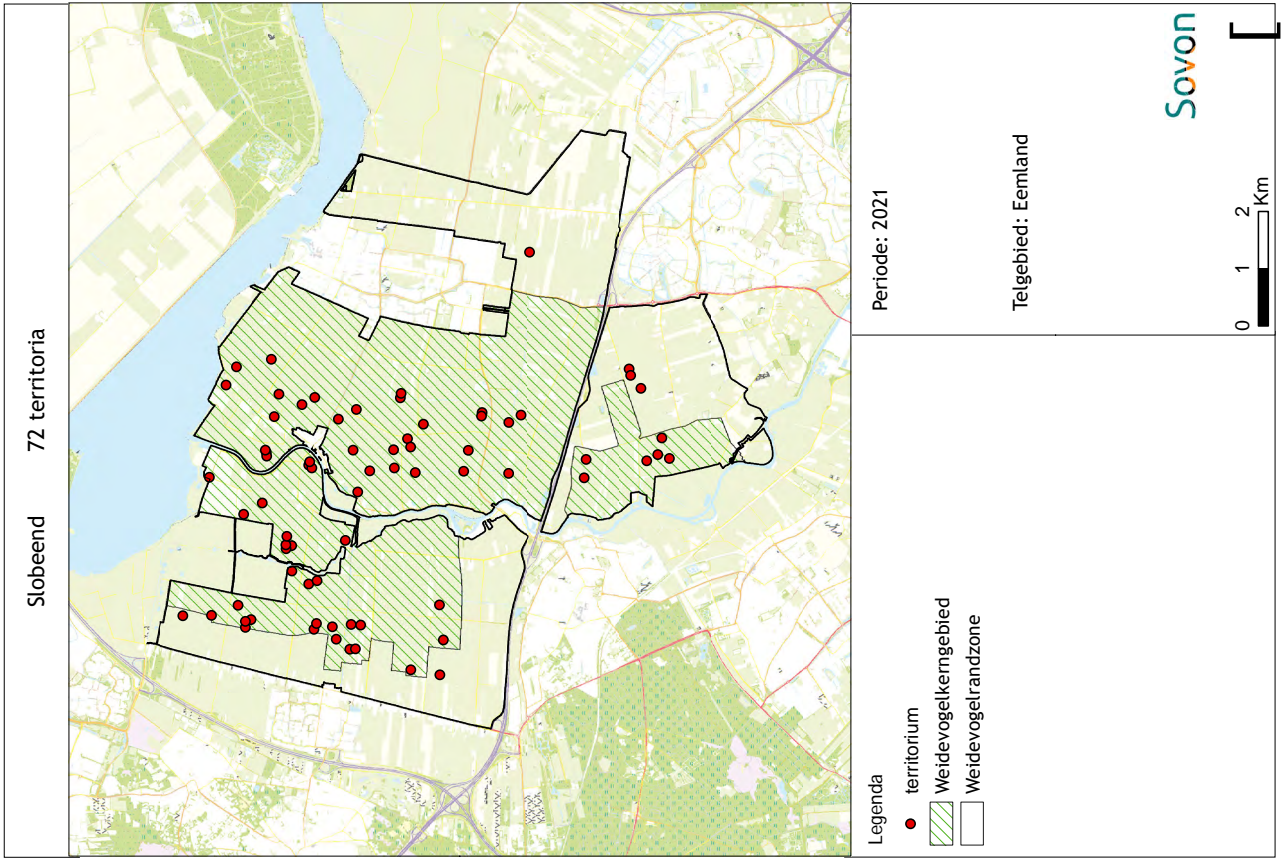 Slobeend 72 territoria
Legenda
territorium
Weidevogelkerngebied
Weidevogelrandzone
Periode: 2021
Telgebied: Eemland
0 1 2
Km
Sovon